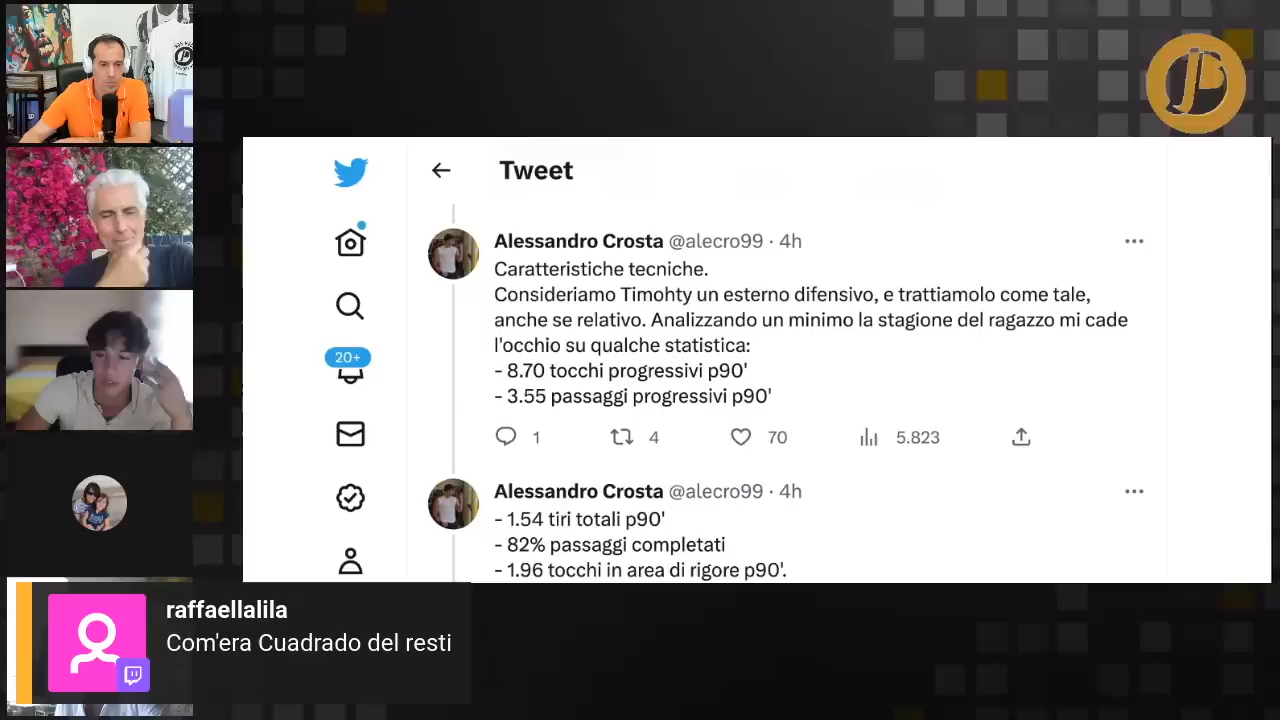 Tweet
Alessandro Crosta @alecro99 · 4h
Caratteristiche tecniche.
Consideriamo Timohty un esterno difensivo, e trattiamolo come tale,
anche se relativo. Analizzando un minimo la stagione del ragazzo mi cade
l'occhio su qualche statistica:
- 8.70 tocchi progressivi p90'
- 3.55 passaggi progressivi p90'
20+
1 4 70 5.823
Alessandro Crosta @alecro99 · 4h
- 1.54 tiri totali p90'
- 82% passaggi completati
- 1.96 tocchi in area di rigore p90'.
raffaellalila
Com'era Cuadrado del resti